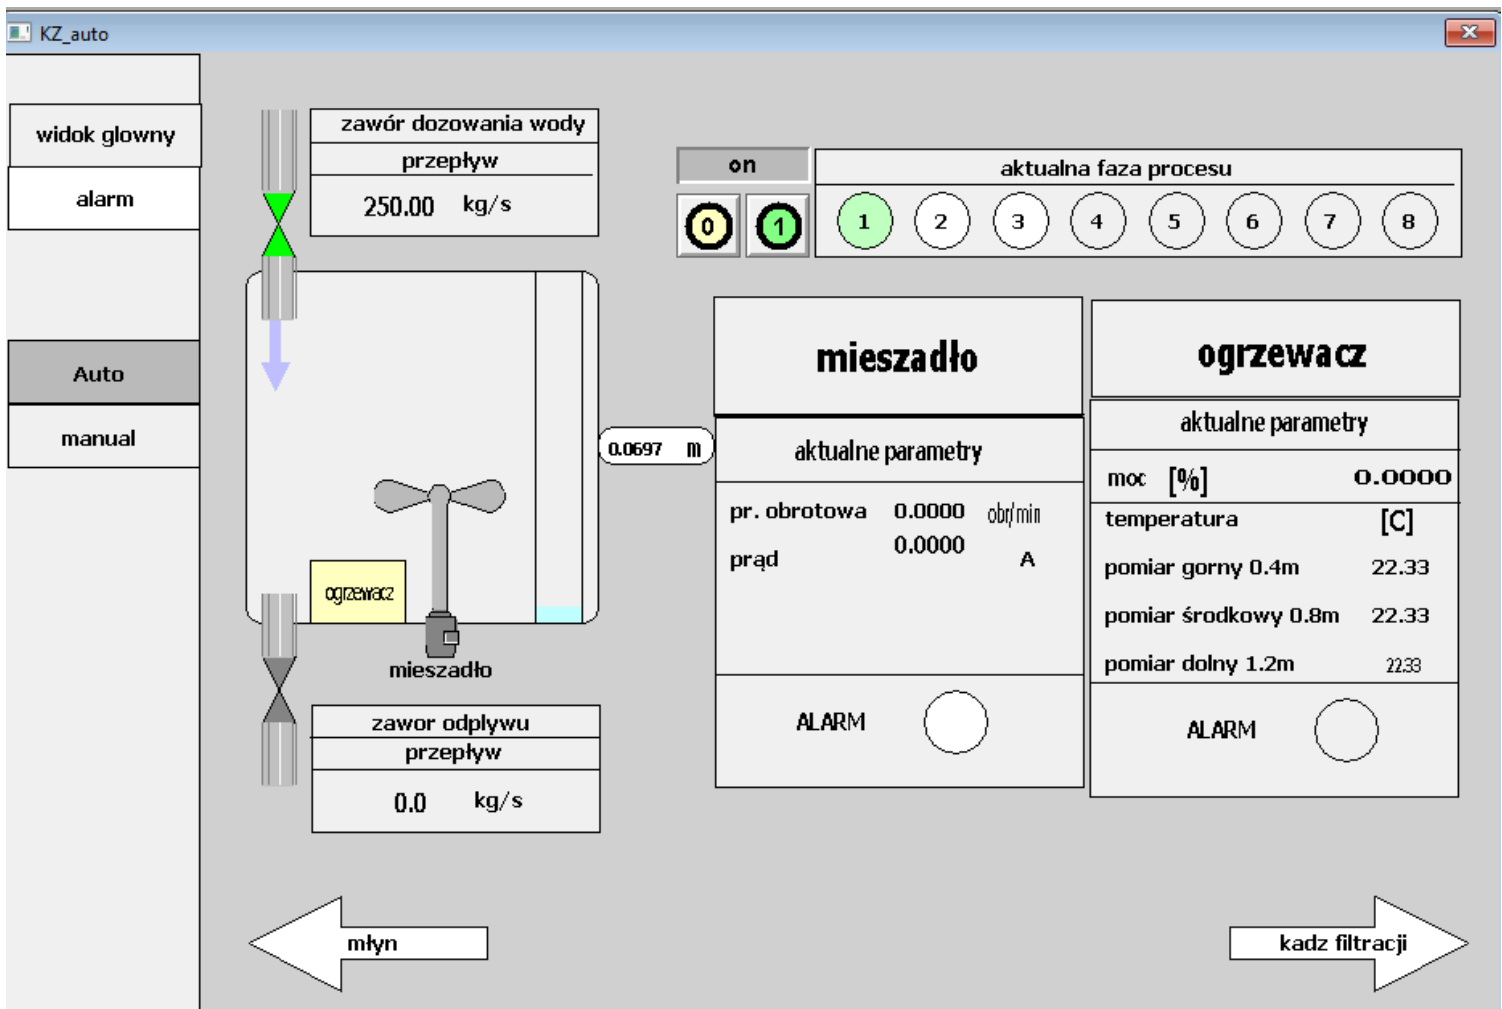 KZ_auto
widok glowny
alarm
Auto
manual
zawór dozowania wody
przepływ
250.00 kg/s
on
0 1
aktualna faza procesu
1 2 3 4 5 6 7 8
0.0697 m
ogrzewacz
mieszadło
zawor odplywu
przepływ
0.0 kg/s
mieszadło
aktualne parametry
pr. obrotowa 0.0000 obr/min
prąd 0.0000 A
ALARM
ogrzewacz
aktualne parametry
moc [%] 0.0000
temperatura [C]
pomiar gorny 0.4m 22.33
pomiar środkowy 0.8m 22.33
pomiar dolny 1.2m 22.33
ALARM
młyn
kadz filtracji